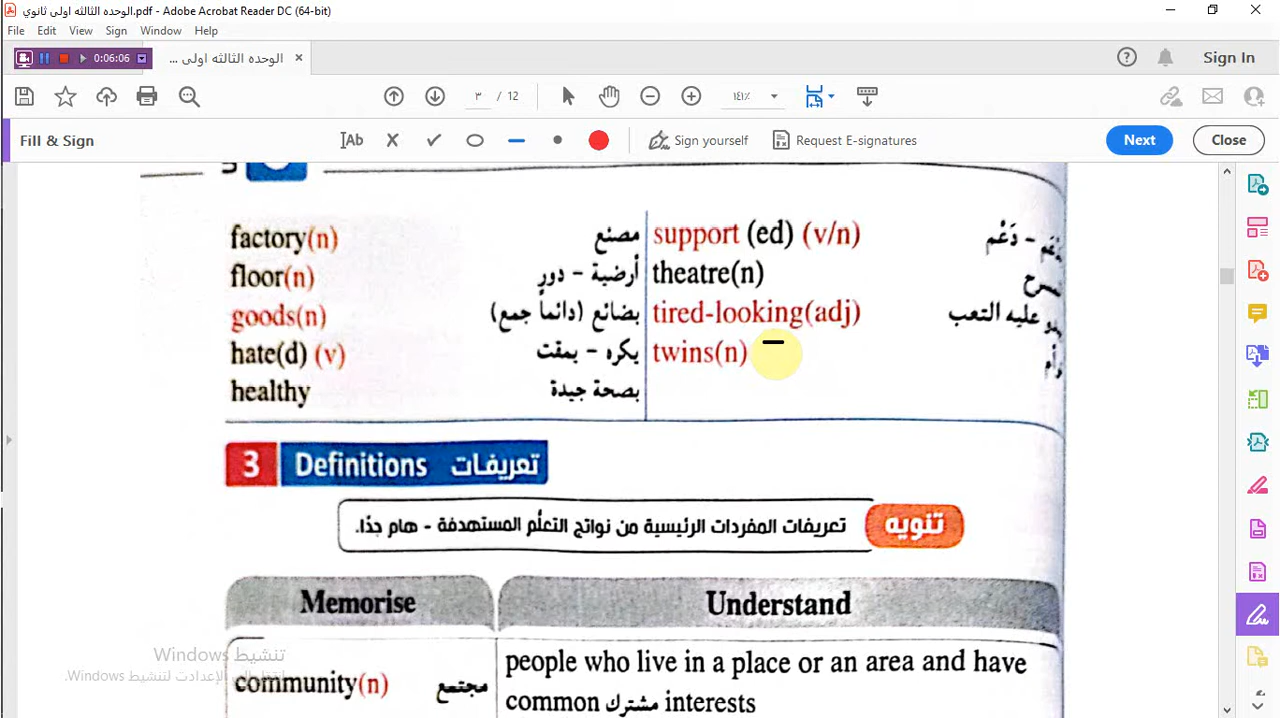 الوحده الثالثه اولى ثانوي.pdf - Adobe Acrobat Reader DC (64-bit)
File Edit View Sign Window Help
0:06:06
الوحده الثالثه اولى ... ×
Sign In
٣ / 12
١٤١٪
Fill & Sign
Ab
Sign yourself
Request E-signatures
Next
Close
factory(n) مصنع
support (ed) (v/n) دَعْم
floor(n) أرضية - دور
theatre(n)
goods(n) بضائع (دائماً جمع)
tired-looking(adj) عليه التعب
hate(d) (v) يكره - يمقت
twins(n)
healthy بصحة جيدة
3 Definitions تعريفات
تنويه تعريفات المفردات الرئيسية من نواتج التعلُّم المستهدفة - هام جدًا.
Memorise Understand
community(n) مجتمع
people who live in a place or an area and have
common مشترك interests
تنشيط Windows
الإعدادات لتنشيط Windows.